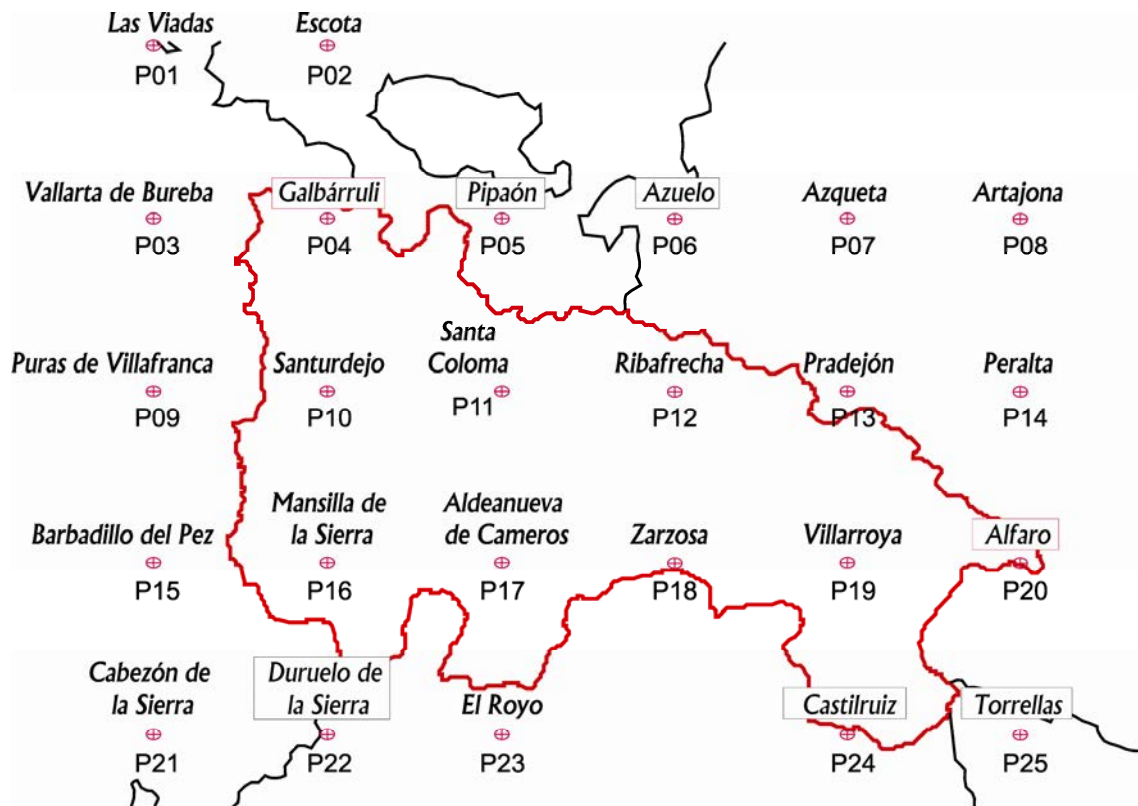 Las Viadas
P01
Escota
P02
Vallarta de Bureba
P03
Galbárruli
P04
Pipaón
P05
Azuelo
P06
Azqueta
P07
Artajona
P08
Puras de Villafranca
P09
Santurdejo
P10
Santa
Coloma
P11
Ribafrecha
P12
Pradejón
P13
Peralta
P14
Barbadillo del Pez
P15
Mansilla de
la Sierra
P16
Aldeanueva
de Cameros
P17
Zarzosa
P18
Villarroya
P19
Alfaro
P20
Cabezón de
la Sierra
P21
Duruelo de
la Sierra
P22
El Royo
P23
Castilruiz
P24
Torrellas
P25